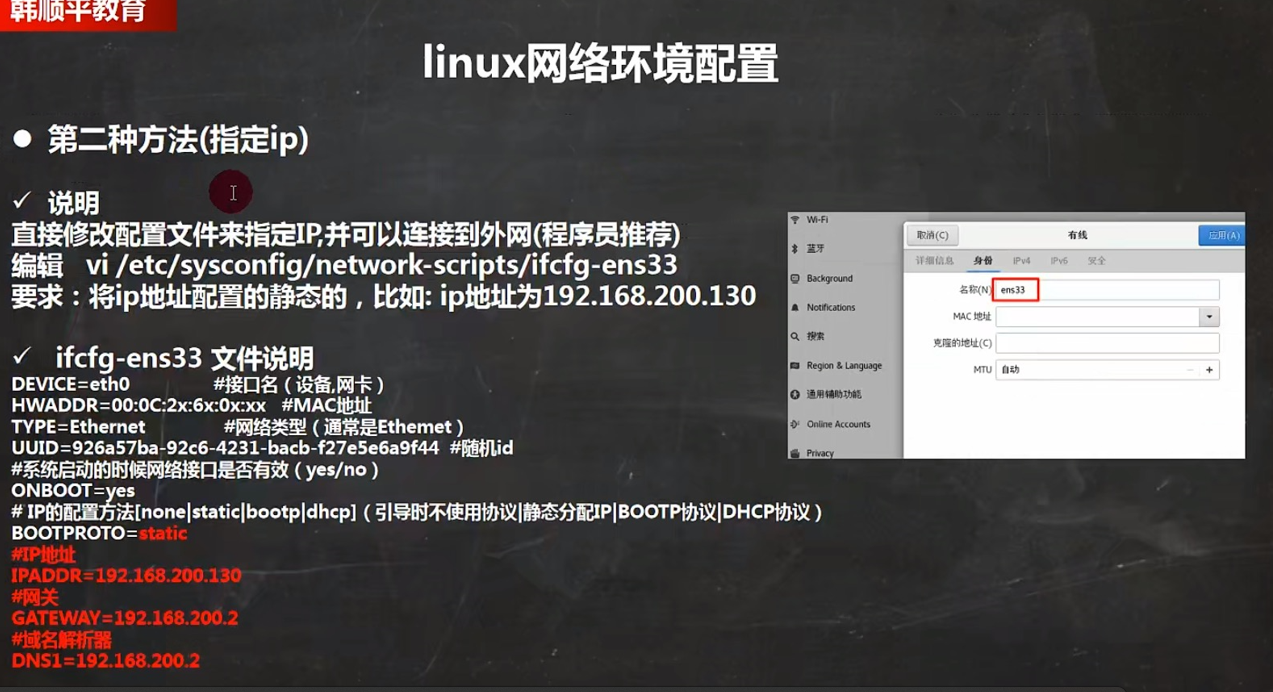 韩顺平教育
linux网络环境配置
● 第二种方法(指定ip)
✓ 说明
直接修改配置文件来指定IP,并可以连接到外网(程序员推荐)
编辑 vi /etc/sysconfig/network-scripts/ifcfg-ens33
要求：将ip地址配置的静态的，比如: ip地址为192.168.200.130
✓ ifcfg-ens33 文件说明
DEVICE=eth0 #接口名（设备,网卡）
HWADDR=00:0C:2x:6x:0x:xx #MAC地址
TYPE=Ethernet #网络类型（通常是Ethemet）
UUID=926a57ba-92c6-4231-bacb-f27e5e6a9f44 #随机id
#系统启动的时候网络接口是否有效（yes/no）
ONBOOT=yes
# IP的配置方法[none|static|bootp|dhcp]（引导时不使用协议|静态分配IP|BOOTP协议|DHCP协议）
BOOTPROTO=static
#IP地址
IPADDR=192.168.200.130
#网关
GATEWAY=192.168.200.2
#域名解析器
DNS1=192.168.200.2
Wi-Fi
蓝牙
Background
Notifications
搜索
Region & Language
通用辅助功能
Online Accounts
Privacy
取消(C)
有线
应用(A)
详细信息 身份 IPv4 IPv6 安全
名称(N) ens33
MAC 地址
克隆的地址(C)
MTU 自动 − +